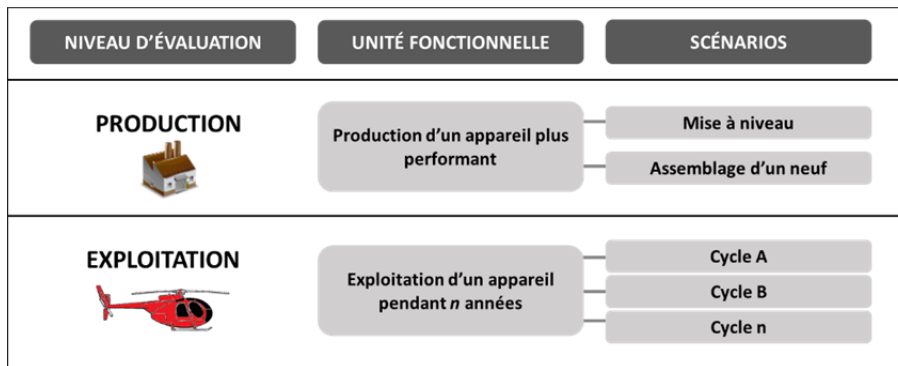 NIVEAU D'ÉVALUATION
UNITÉ FONCTIONNELLE
SCÉNARIOS
PRODUCTION
Production d'un appareil plus
performant
Mise à niveau
Assemblage d'un neuf
EXPLOITATION
Exploitation d'un appareil
pendant n années
Cycle A
Cycle B
Cycle n